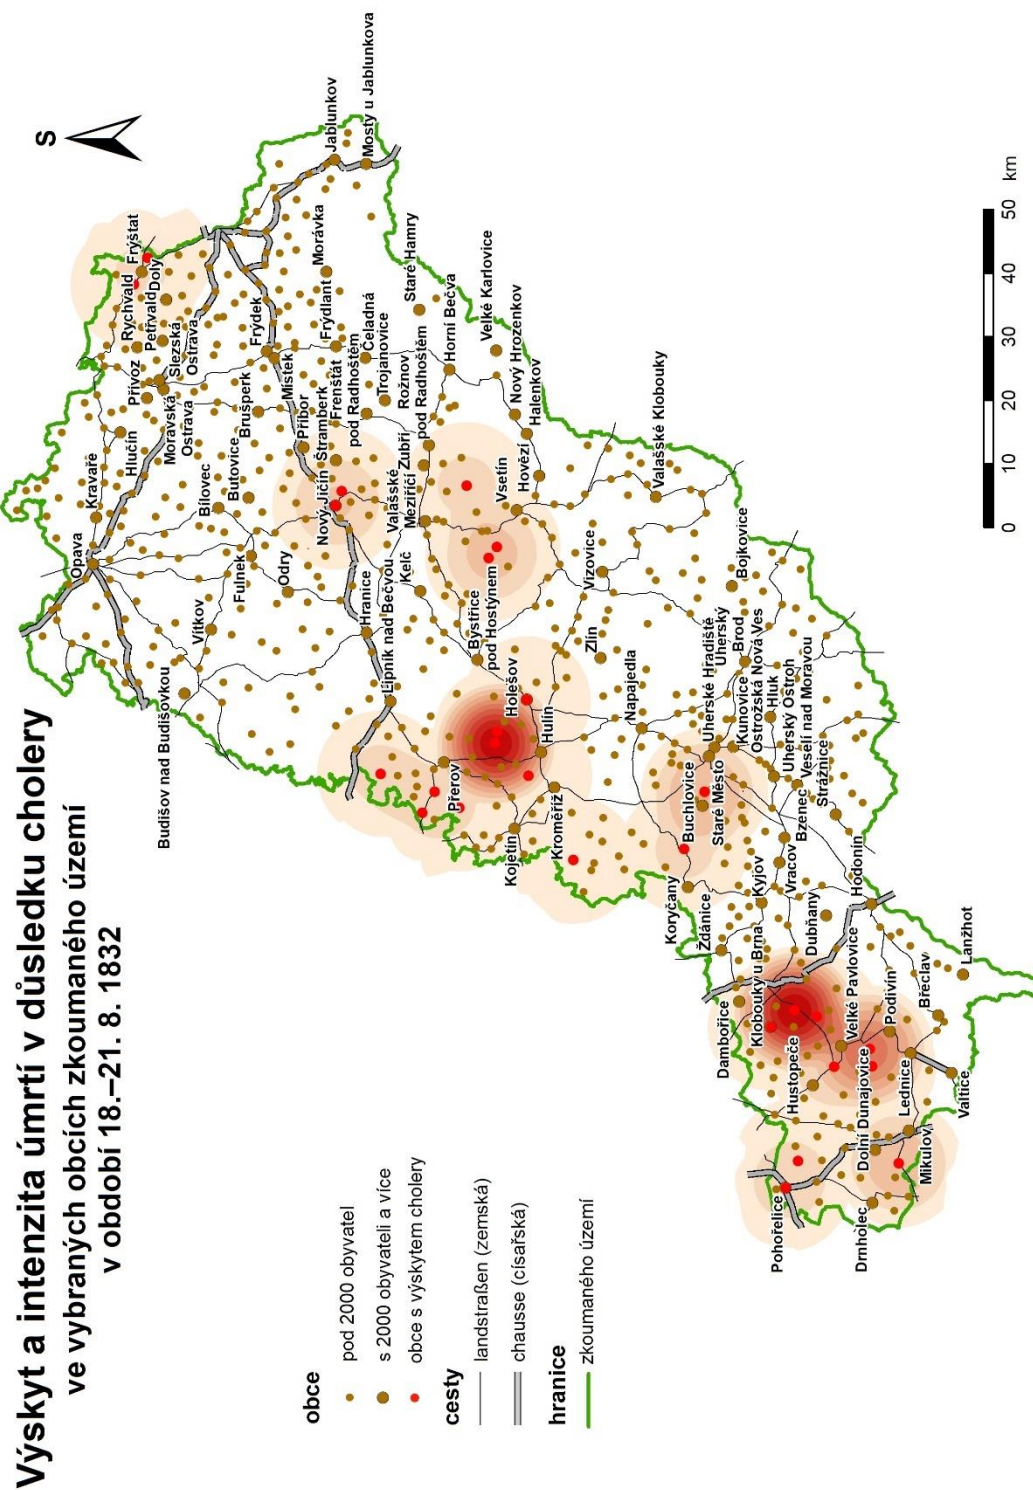 Výskyt a intenzita úmrtí v důsledku cholery
ve vybraných obcích zkoumaného území
v období 18.–21. 8. 1832
S
Opava
Kravaře
Hlučín
Přívoz
Rychvald
Petřvald
Frýštat
Doly
Slezská
Ostrava
Moravská
Ostrava
Budišov nad Budišovkou
Vítkov
Bílovec
Butovice
Brušperk
Fulnek
Odry
Frýdek
Místek
Příbor
Štramberk
Nový Jičín
Frýdlant
Morávka
Jablunkov
Mosty u Jablunkova
Frenštát
pod Radhoštěm
Čeladná
Trojanovice
Staré Hamry
Hranice
Lipník nad Bečvou
Kelč
Valašské
Meziříčí
Zubří
Rožnov
pod Radhoštěm
Horní Bečva
Velké Karlovice
Nový Hrozenkov
Halenkov
Hovězí
Vsetín
Bystřice
pod Hostýnem
Přerov
Holešov
Hulín
Kojetín
Kroměříž
Zlín
Vizovice
Valašské Klobouky
Napajedla
Bojkovice
Uherské Hradiště
Uherský
Brod
Kunovice
Ostrožská Nová Ves
Hluk
Uherský Ostroh
Veselí nad Moravou
Strážnice
Buchlovice
Staré Město
Koryčany
Ždánice
Kyjov
Vracov
Bzenec
Hodonín
Dubňany
Dambořice
Klobouky u Brna
Hustopeče
Velké Pavlovice
Podivín
Břeclav
Lanžhot
Pohořelice
Dolní Dunajovice
Lednice
Drnhólec
Mikulov
Valtice
obce
pod 2000 obyvatel
s 2000 obyvateli a více
obce s výskytem cholery
cesty
landstraßen (zemská)
chausse (císařská)
hranice
zkoumaného území
0 10 20 30 40 50
km